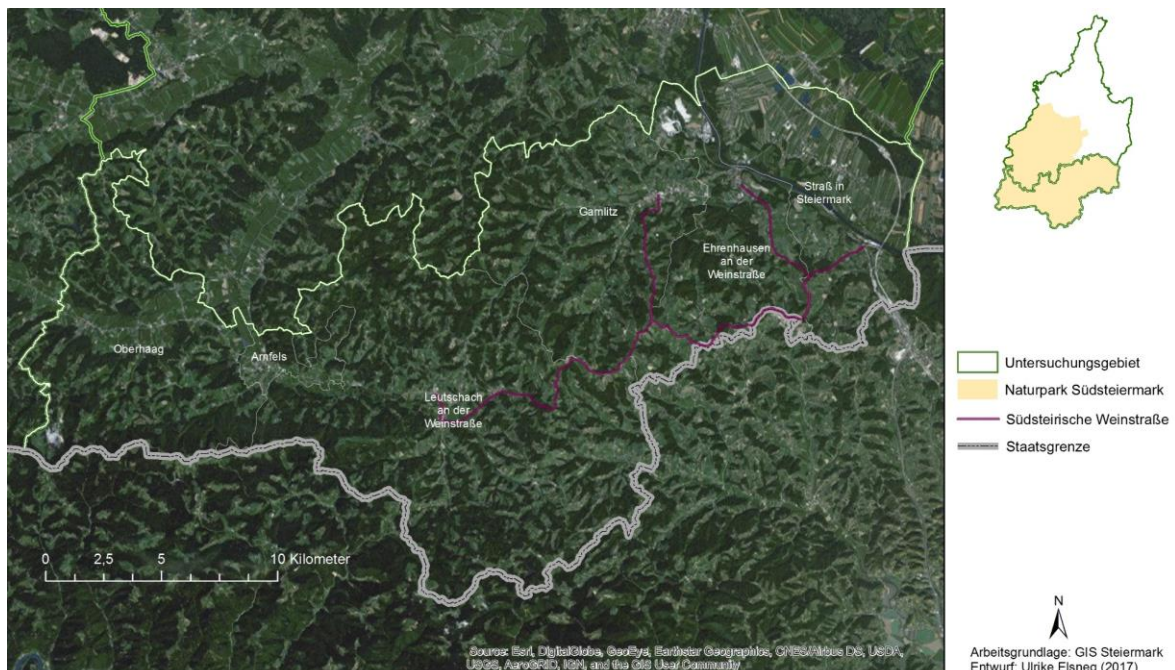 Straß in
Steiermark
Gamlitz
Ehrenhausen
an der
Weinstraße
Oberhaag
Arnfels
Leutschach
an der
Weinstraße
0 2,5 5 10 Kilometer
Source: Esri, DigitalGlobe, GeoEye, Earthstar Geographics, CNES/Airbus DS, USDA,
USGS, AeroGRID, IGN, and the GIS User Community
Untersuchungsgebiet
Naturpark Südsteiermark
Südsteirische Weinstraße
Staatsgrenze
N
Arbeitsgrundlage: GIS Steiermark
Entwurf: Ulrike Elsneg (2017)